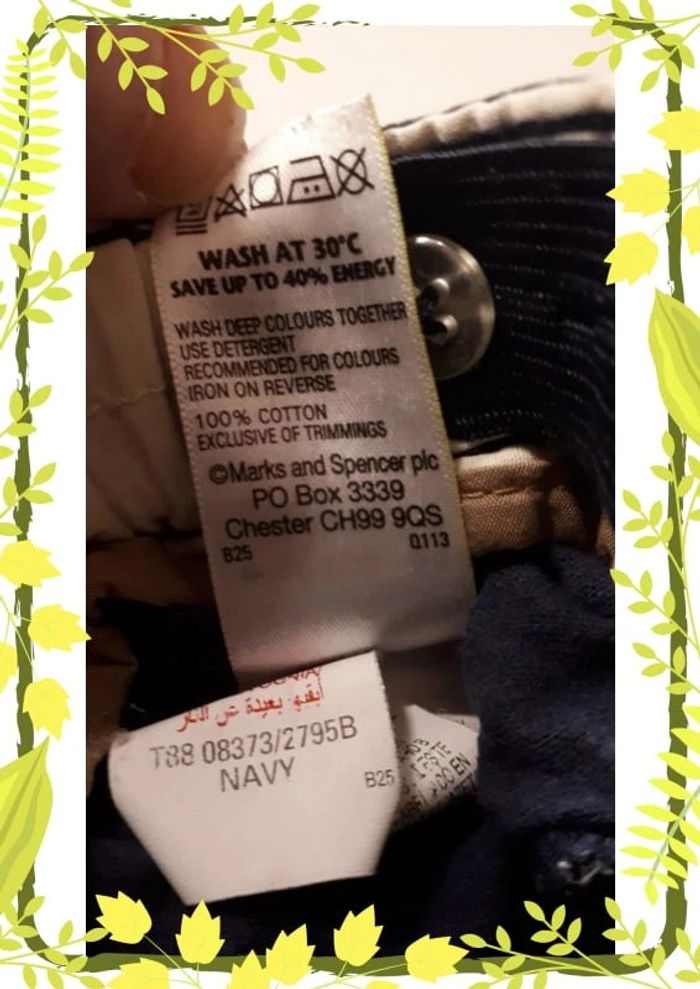 WASH AT 30°C
SAVE UP TO 40% ENERGY
WASH DEEP COLOURS TOGETHER
USE DETERGENT
RECOMMENDED FOR COLOURS
IRON ON REVERSE
100% COTTON
EXCLUSIVE OF TRIMMINGS
©Marks and Spencer plc
PO Box 3339
Chester CH99 9QS
B25 0113
أبقيها بعيدة عن النار
T88 08373/2795B
NAVY
B25